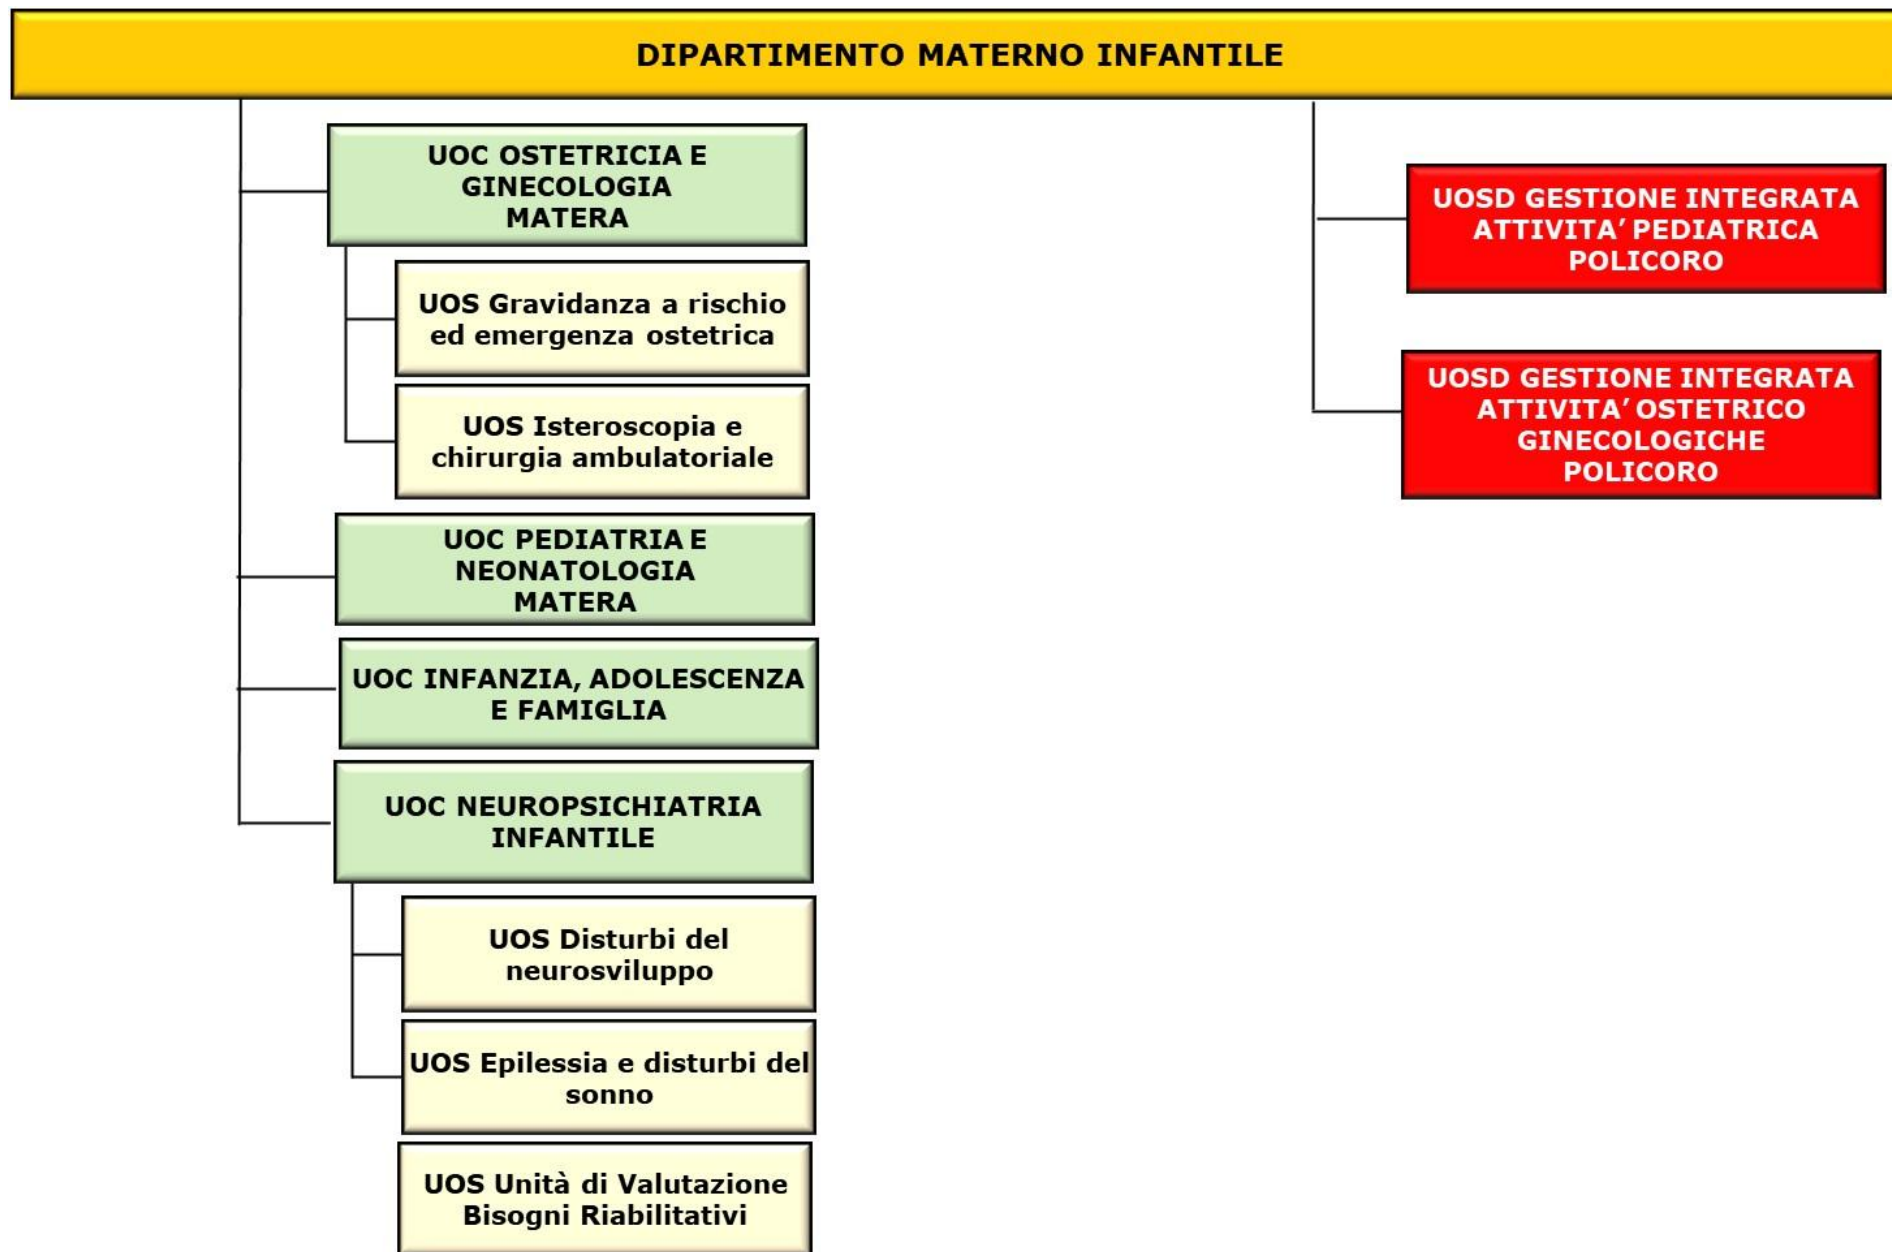 DIPARTIMENTO MATERNO INFANTILE
UOC OSTETRICIA E
GINECOLOGIA
MATERA
UOS Gravidanza a rischio
ed emergenza ostetrica
UOS Isteroscopia e
chirurgia ambulatoriale
UOC PEDIATRIA E
NEONATOLOGIA
MATERA
UOC INFANZIA, ADOLESCENZA
E FAMIGLIA
UOC NEUROPSICHIATRIA
INFANTILE
UOS Disturbi del
neurosviluppo
UOS Epilessia e disturbi del
sonno
UOS Unità di Valutazione
Bisogni Riabilitativi
UOSD GESTIONE INTEGRATA
ATTIVITA’ PEDIATRICA
POLICORO
UOSD GESTIONE INTEGRATA
ATTIVITA’ OSTETRICO
GINECOLOGICHE
POLICORO